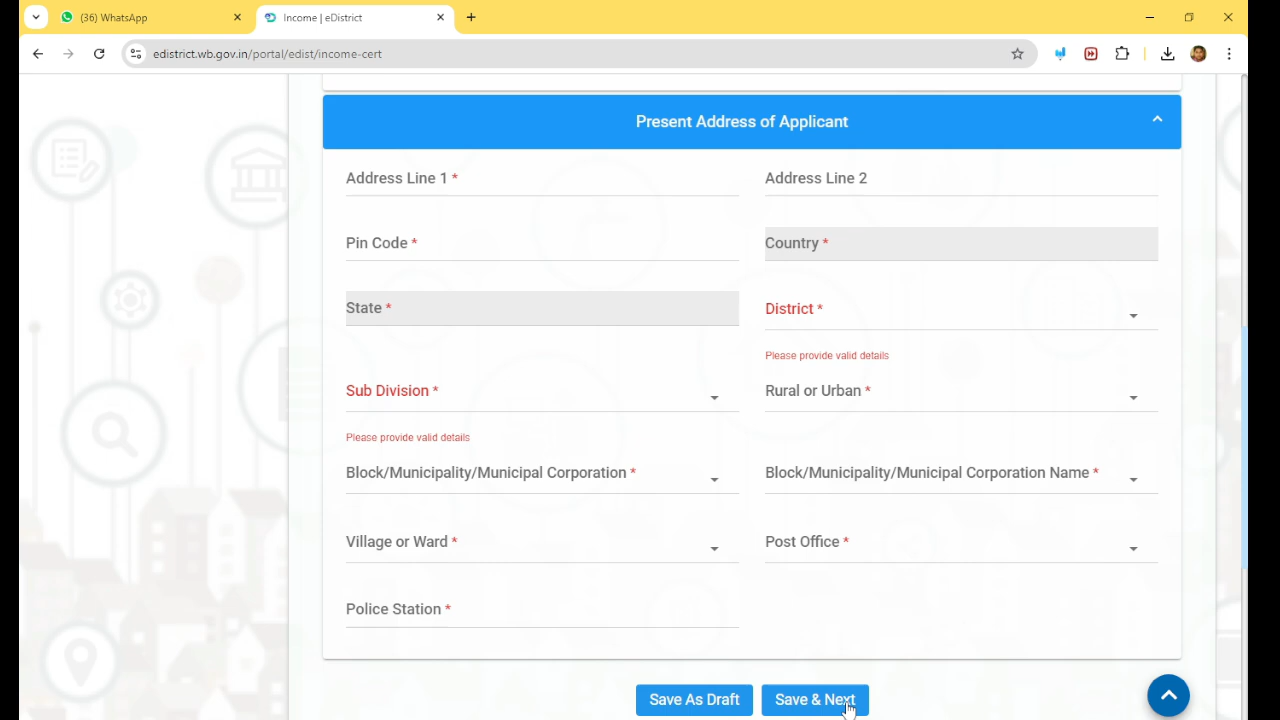 (36) WhatsApp
Income | eDistrict
edistrict.wb.gov.in/portal/edist/income-cert
Present Address of Applicant
Address Line 1 *
Address Line 2
Pin Code *
Country *
State *
District *
Please provide valid details
Sub Division *
Rural or Urban *
Please provide valid details
Block/Municipality/Municipal Corporation *
Block/Municipality/Municipal Corporation Name *
Village or Ward *
Post Office *
Police Station *
Save As Draft
Save & Next